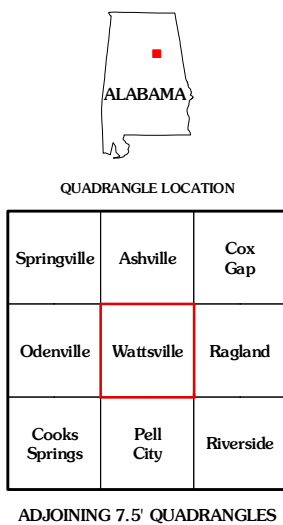 ALABAMA
QUADRANGLE LOCATION
Springville Ashville Cox
Gap
Odenville Wattsville Ragland
Cooks
Springs Pell
City Riverside
ADJOINING 7.5' QUADRANGLES